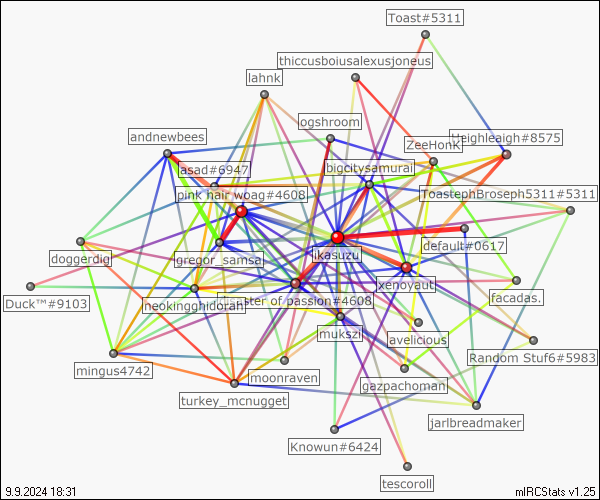 Toast#5311
thiccusboiusalexusjoneus
lahnk
ogshroom
andnewbees
ZeeHonK
eighleaigh#8575
asad#6947
bigcitysamurai
pink hair woag#4608
ToastephBroseph5311#5311
default#0617
doggerdig
gregor_samsa
ikasuzu
xenoyaut
Duck™#9103
neokingghidorah
ster of passion#4608
facadas.
mukszi
avelicious
Random Stuf6#5983
mingus4742
moonraven
gazpachoman
turkey_mcnugget
jarlbreadmaker
Knowun#6424
tescoroll
9.9.2024 18:31
mIRCStats v1.25